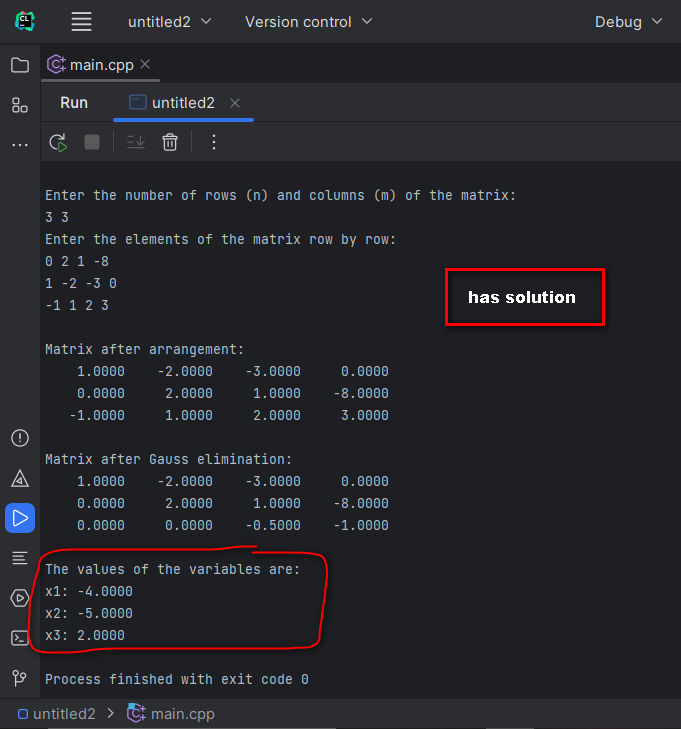 CL
untitled2
Version control
Debug
main.cpp
Run
untitled2
Enter the number of rows (n) and columns (m) of the matrix:
3 3
Enter the elements of the matrix row by row:
0 2 1 -8
1 -2 -3 0
-1 1 2 3
has solution
Matrix after arrangement:
1.0000 -2.0000 -3.0000 0.0000
0.0000 2.0000 1.0000 -8.0000
-1.0000 1.0000 2.0000 3.0000
Matrix after Gauss elimination:
1.0000 -2.0000 -3.0000 0.0000
0.0000 2.0000 1.0000 -8.0000
0.0000 0.0000 -0.5000 -1.0000
The values of the variables are:
x1: -4.0000
x2: -5.0000
x3: 2.0000
Process finished with exit code 0
untitled2 > main.cpp